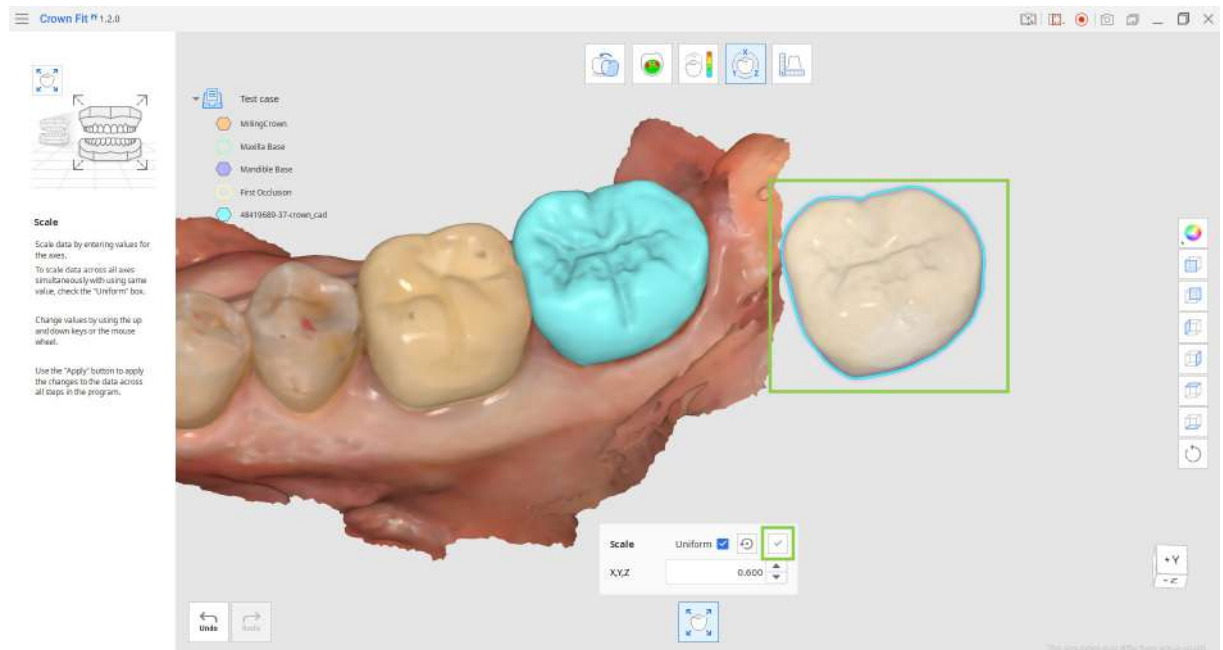 Crown Fit 1.2.0
Test case
MillingCrown
Maxilla Base
Mandible Base
First Occlusion
48419689-37-crown_cad
Scale
Scale data by entering values for
the axes.
To scale data across all axes
simultaneously with using same
value, check the "Uniform" box.
Change values by using the up
and down keys or the mouse
wheel.
Use the "Apply" button to apply
the changes to the data across
all steps in the program.
X
Y
Z
Scale
Uniform
X,Y,Z
0.600
Undo
Redo
+Y
-Z